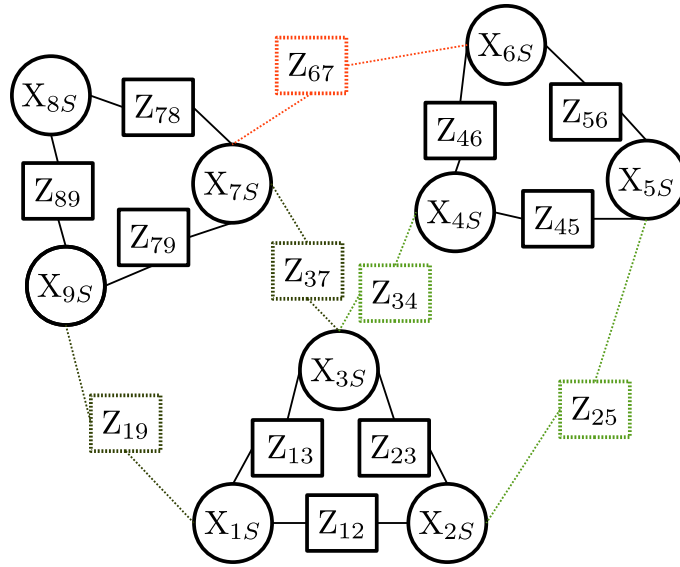 X₆S
Z₆₇
X₈S
Z₇₈
Z₅₆
Z₄₆
X₇S
X₅S
Z₈₉
X₄S
Z₄₅
Z₇₉
Z₃₇
X₉S
Z₃₄
X₃S
Z₁₉
Z₂₅
Z₁₃
Z₂₃
X₁S
Z₁₂
X₂S